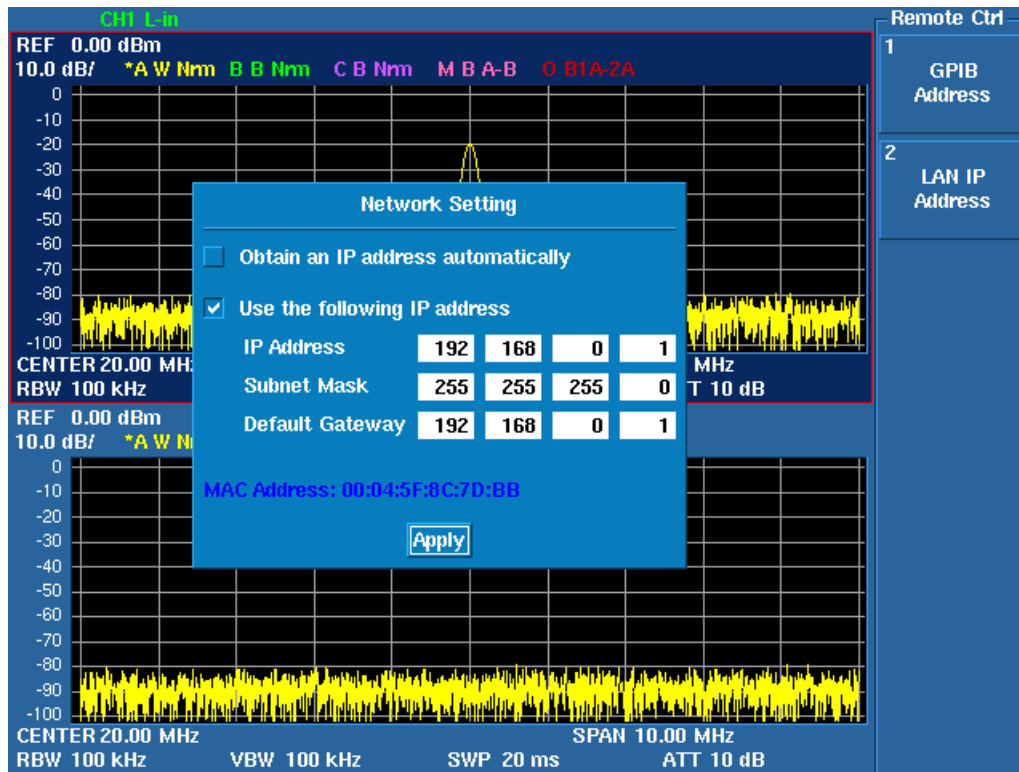 CH1 L-in
REF 0.00 dBm
10.0 dB/ *A W Nrm B B Nrm C B Nrm M B A-B O B1A-2A
0
-10
-20
-30
-40
-50
-60
-70
-80
-90
-100
CENTER 20.00 MH
MHz
RBW 100 kHz
T 10 dB
Network Setting
Obtain an IP address automatically
Use the following IP address
IP Address 192 168 0 1
Subnet Mask 255 255 255 0
Default Gateway 192 168 0 1
MAC Address: 00:04:5F:8C:7D:BB
Apply
REF 0.00 dBm
10.0 dB/ *A W N
0
-10
-20
-30
-40
-50
-60
-70
-80
-90
-100
CENTER 20.00 MHz SPAN 10.00 MHz
RBW 100 kHz VBW 100 kHz SWP 20 ms ATT 10 dB
Remote Ctrl
1
GPIB
Address
2
LAN IP
Address